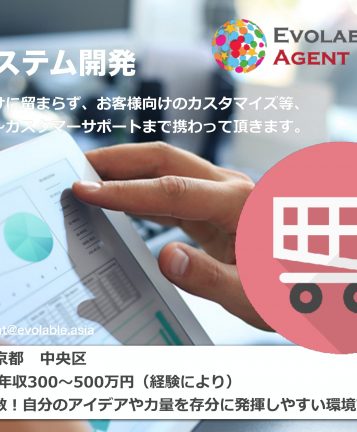 EVOLABL
AGENT
ステム開発
けに留まらず、お客様向けのカスタマイズ等、
～カスタマーサポートまで携わって頂きます。
nt@evolable.asia
京都　中央区
年収300～500万円（経験により）
数！自分のアイデアや力量を存分に発揮しやすい環境